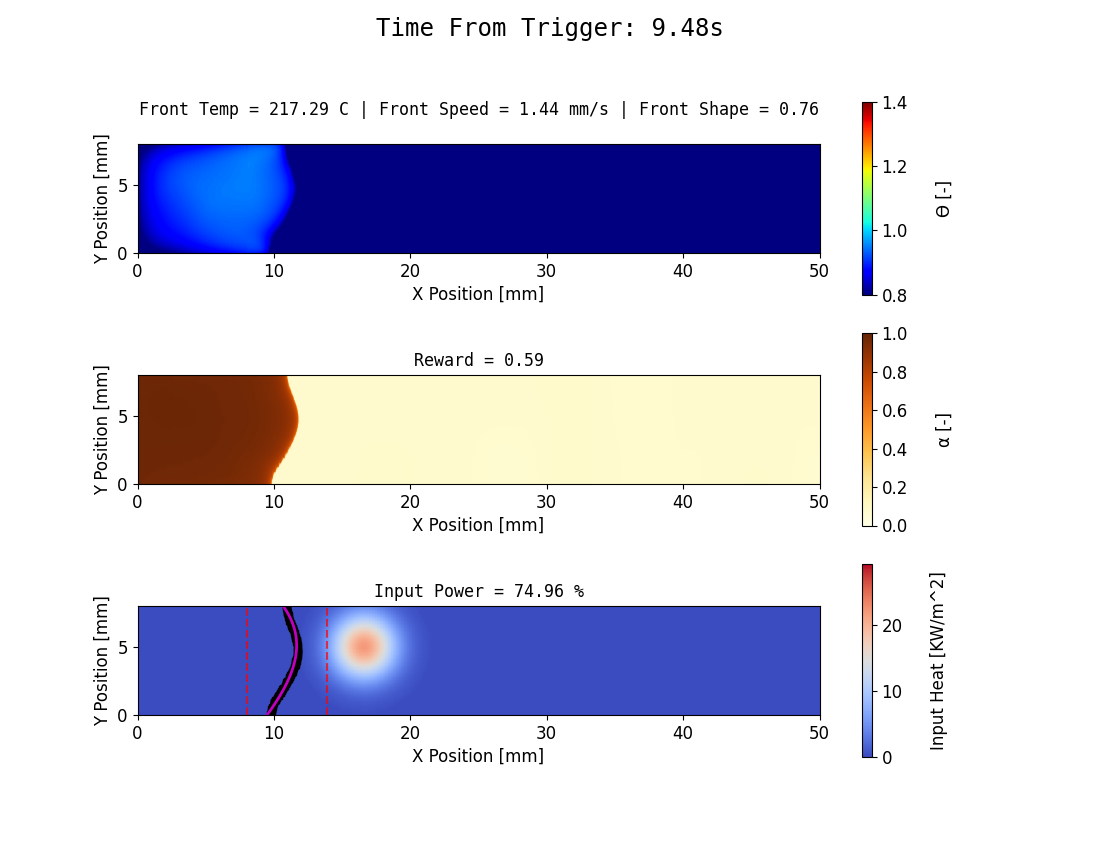 Time From Trigger: 9.48s
Front Temp = 217.29 C | Front Speed = 1.44 mm/s | Front Shape = 0.76
Y Position [mm]
5
0
0 10 20 30 40 50
X Position [mm]
1.4
1.2
1.0
0.8
Θ [-]
Reward = 0.59
Y Position [mm]
5
0
0 10 20 30 40 50
X Position [mm]
1.0
0.8
0.6
0.4
0.2
0.0
α [-]
Input Power = 74.96 %
Y Position [mm]
5
0
0 10 20 30 40 50
X Position [mm]
20
10
0
Input Heat [KW/m^2]